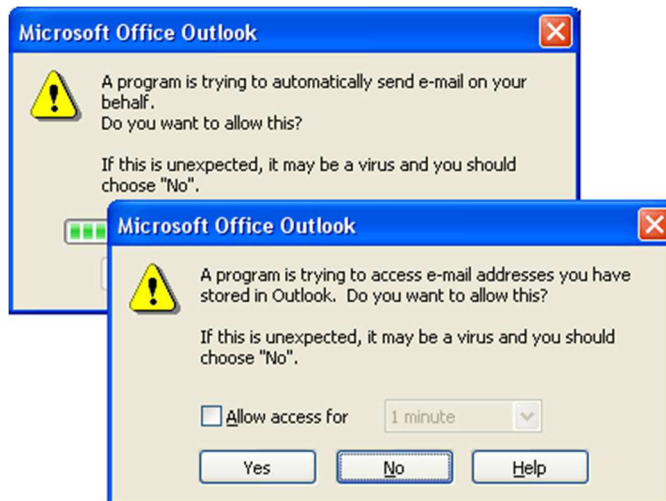 Microsoft Office Outlook
A program is trying to automatically send e-mail on your
behalf.
Do you want to allow this?
If this is unexpected, it may be a virus and you should
choose "No".
Microsoft Office Outlook
A program is trying to access e-mail addresses you have
stored in Outlook. Do you want to allow this?
If this is unexpected, it may be a virus and you should
choose "No".
Allow access for 1 minute
Yes No Help